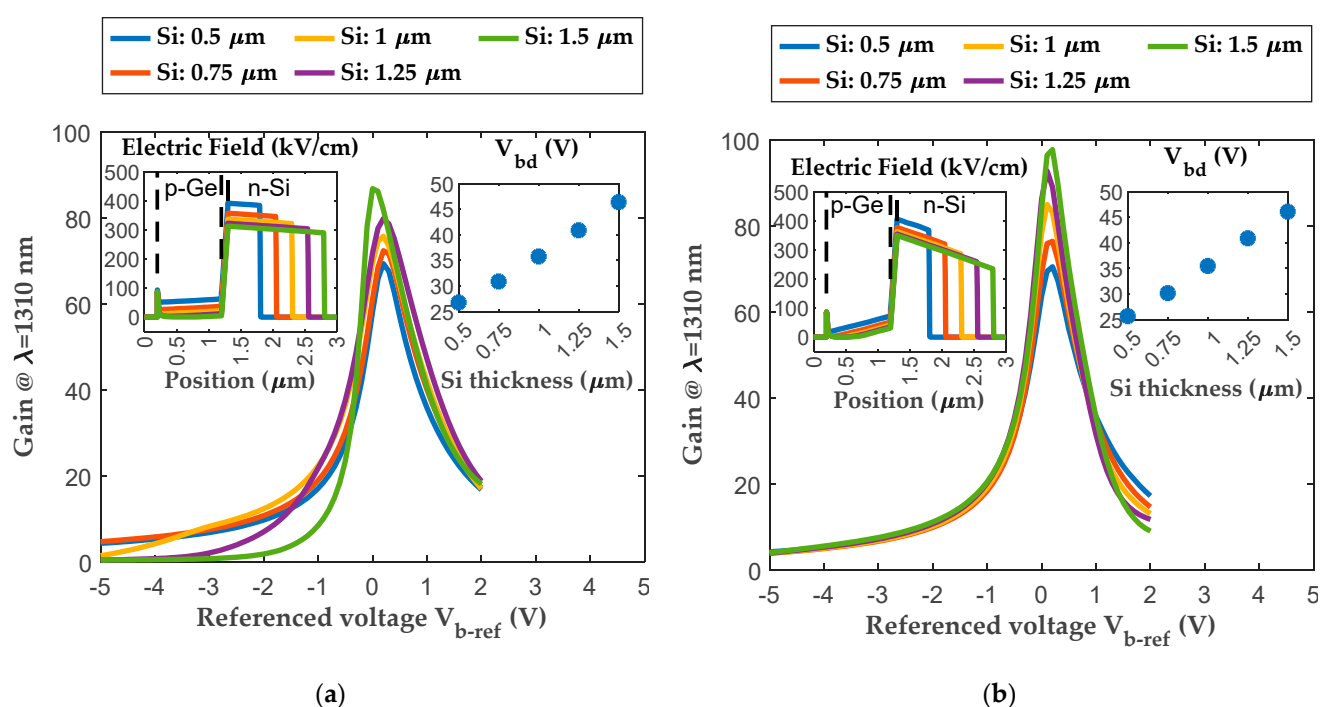 Si: 0.5 μm Si: 1 μm Si: 1.5 μm
Si: 0.75 μm Si: 1.25 μm
100
80
60
40
20
0
-5 -4 -3 -2 -1 0 1 2 3 4 5
Gain @ λ=1310 nm
Referenced voltage V_b-ref (V)
Electric Field (kV/cm)
p-Ge
n-Si
500
400
300
200
100
0
0 0.5 1 1.5 2 2.5 3
Position (μm)
V_bd (V)
50
45
40
35
30
25
0.5 0.75 1 1.25 1.5
Si thickness (μm)
(a)
Si: 0.5 μm Si: 1 μm Si: 1.5 μm
Si: 0.75 μm Si: 1.25 μm
100
80
60
40
20
0
-5 -4 -3 -2 -1 0 1 2 3 4 5
Gain @ λ=1310 nm
Referenced voltage V_b-ref (V)
Electric Field (kV/cm)
p-Ge
n-Si
500
400
300
200
100
0
0 0.5 1 1.5 2 2.5 3
Position (μm)
V_bd (V)
50
45
40
35
30
25
0.5 0.75 1 1.25 1.5
Si thickness (μm)
(b)